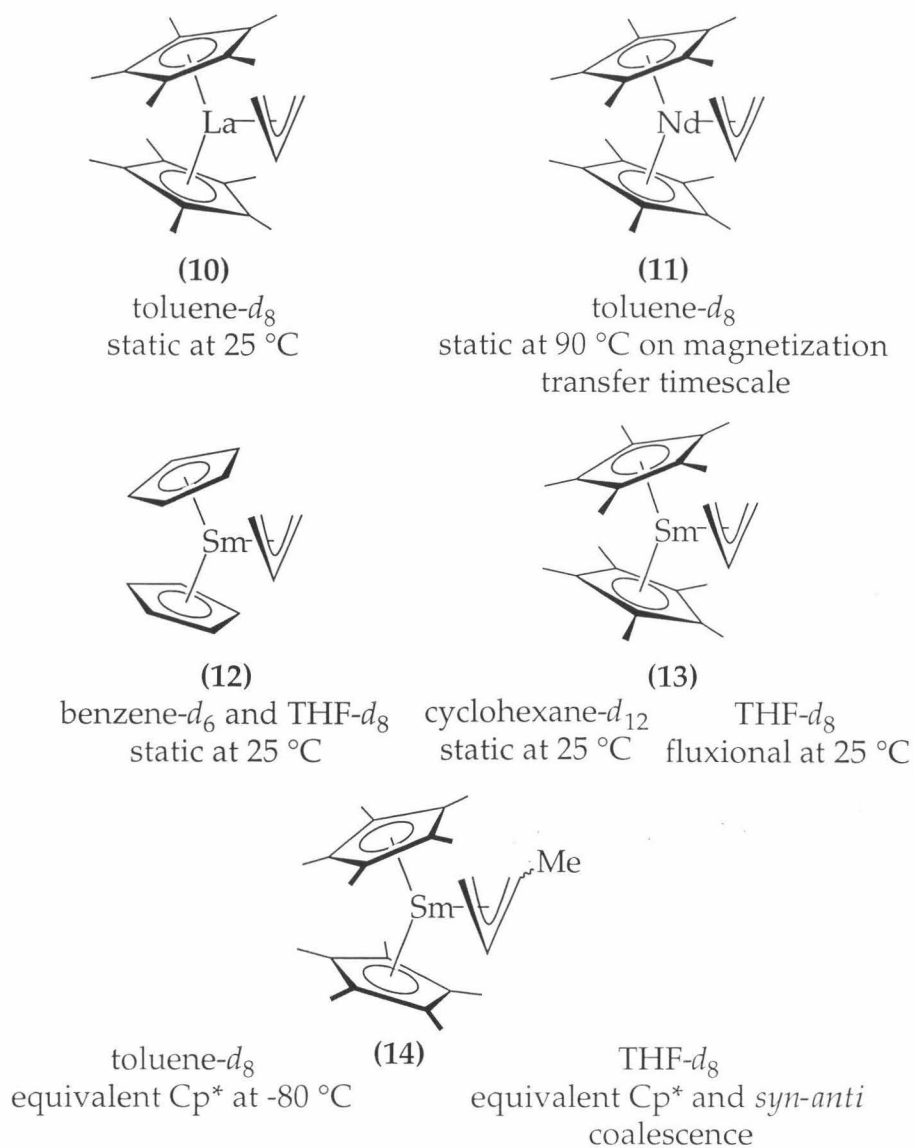 La
(10)
toluene-d8
static at 25 °C
Nd
(11)
toluene-d8
static at 90 °C on magnetization
transfer timescale
Sm
(12)
benzene-d6 and THF-d8
static at 25 °C
Sm
(13)
cyclohexane-d12
static at 25 °C
THF-d8
fluxional at 25 °C
Me
Sm
(14)
toluene-d8
equivalent Cp* at -80 °C
THF-d8
equivalent Cp* and syn-anti
coalescence